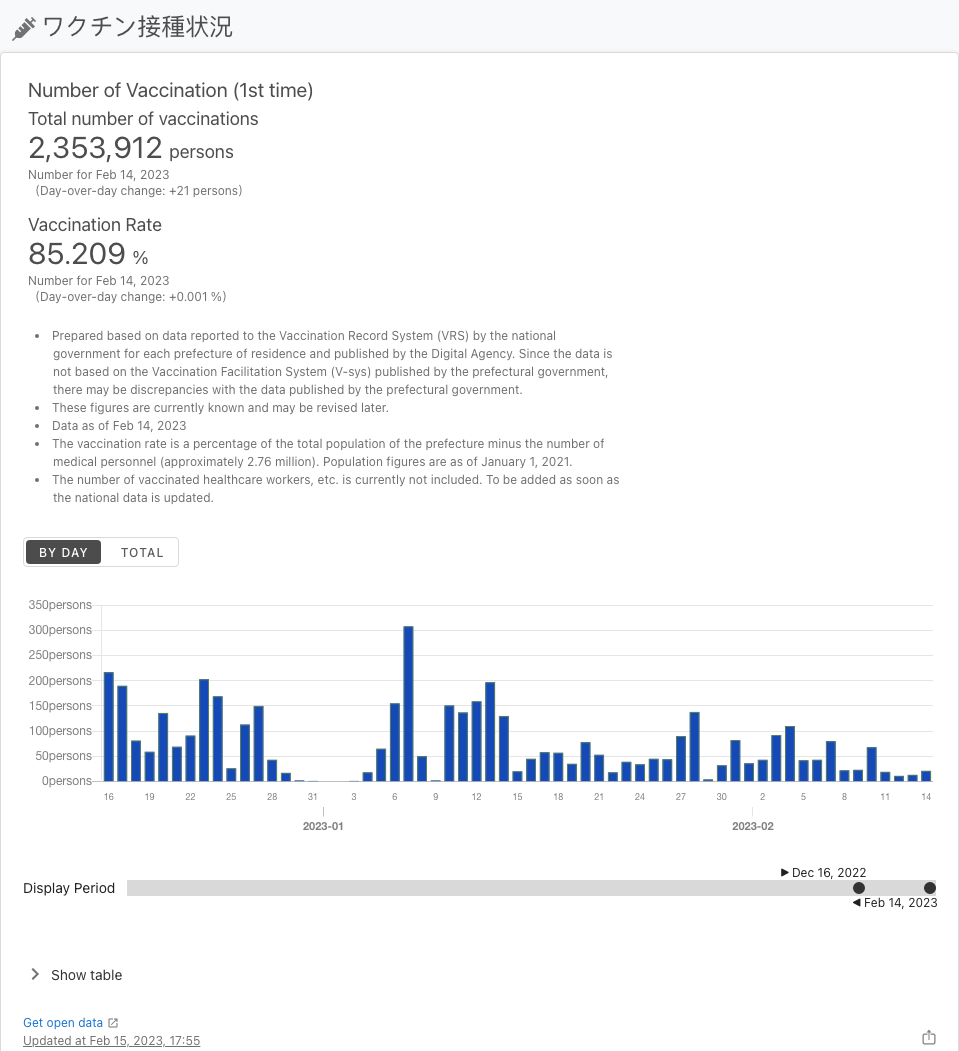 ワクチン接種状況
Number of Vaccination (1st time)
Total number of vaccinations
2,353,912 persons
Number for Feb 14, 2023
(Day-over-day change: +21 persons)
Vaccination Rate
85.209 %
Number for Feb 14, 2023
(Day-over-day change: +0.001 %)
• Prepared based on data reported to the Vaccination Record System (VRS) by the national
government for each prefecture of residence and published by the Digital Agency. Since the data is
not based on the Vaccination Facilitation System (V-sys) published by the prefectural government,
there may be discrepancies with the data published by the prefectural government.
• These figures are currently known and may be revised later.
• Data as of Feb 14, 2023
• The vaccination rate is a percentage of the total population of the prefecture minus the number of
medical personnel (approximately 2.76 million). Population figures are as of January 1, 2021.
• The number of vaccinated healthcare workers, etc. is currently not included. To be added as soon as
the national data is updated.
BY DAY TOTAL
350persons
300persons
250persons
200persons
150persons
100persons
50persons
0persons
16 19 22 25 28 31 3 6 9 12 15 18 21 24 27 30 2 5 8 11 14
2023-01 2023-02
Dec 16, 2022
Display Period
Feb 14, 2023
Show table
Get open data
Updated at Feb 15, 2023, 17:55